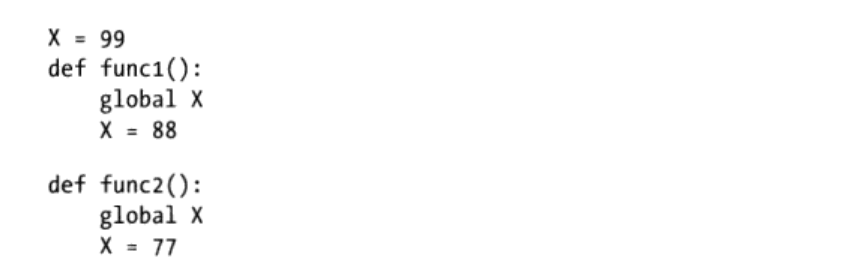 X = 99
def func1():
    global X
    X = 88
def func2():
    global X
    X = 77